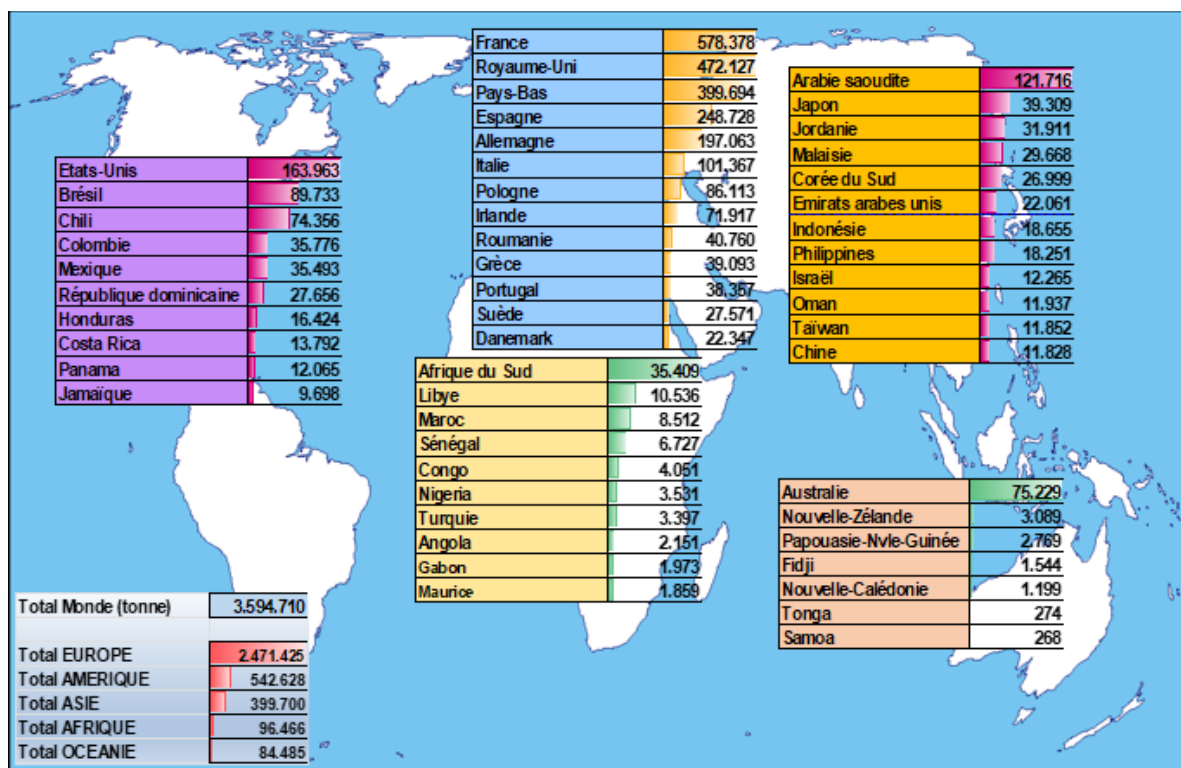 France 578.378
Royaume-Uni 472.127
Pays-Bas 399.694
Espagne 248.728
Allemagne 197.063
Italie 101.367
Pologne 86.113
Irlande 71.917
Roumanie 40.760
Grèce 39.093
Portugal 38.357
Suède 27.571
Danemark 22.347
Arabie saoudite 121.716
Japon 39.309
Jordanie 31.911
Malaisie 29.668
Corée du Sud 26.999
Emirats arabes unis 22.061
Indonésie 18.655
Philippines 18.251
Israël 12.265
Oman 11.937
Taïwan 11.852
Chine 11.828
Etats-Unis 163.963
Brésil 89.733
Chili 74.356
Colombie 35.776
Mexique 35.493
République dominicaine 27.656
Honduras 16.424
Costa Rica 13.792
Panama 12.065
Jamaïque 9.698
Afrique du Sud 35.409
Libye 10.536
Maroc 8.512
Sénégal 6.727
Congo 4.051
Nigeria 3.531
Turquie 3.397
Angola 2.151
Gabon 1.973
Maurice 1.859
Australie 75.229
Nouvelle-Zélande 3.089
Papouasie-Nvle-Guinée 2.769
Fidji 1.544
Nouvelle-Calédonie 1.199
Tonga 274
Samoa 268
Total Monde (tonne) 3.594.710
Total EUROPE 2.471.425
Total AMERIQUE 542.628
Total ASIE 399.700
Total AFRIQUE 96.466
Total OCEANIE 84.485